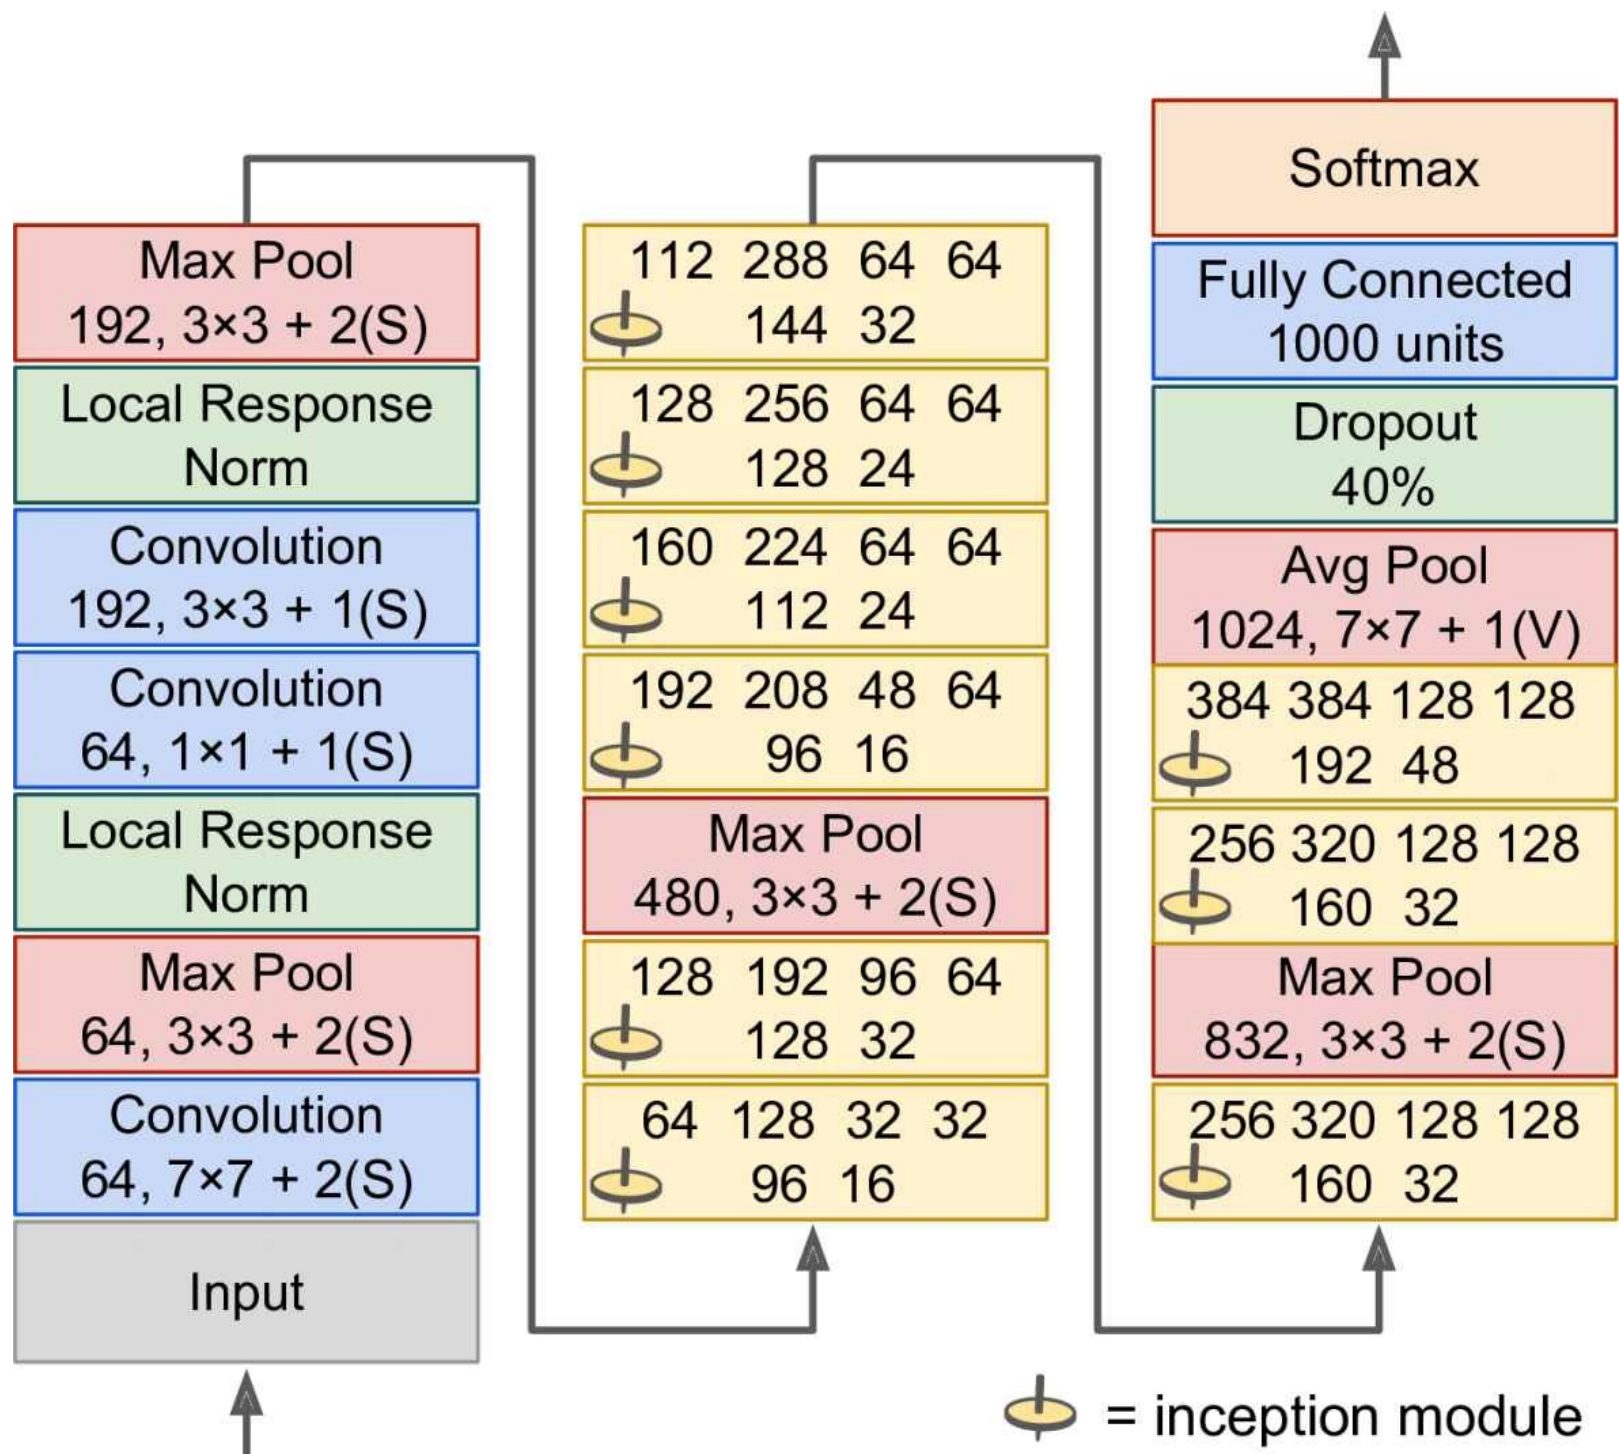 Max Pool
192, 3×3 + 2(S)
Local Response
Norm
Convolution
192, 3×3 + 1(S)
Convolution
64, 1×1 + 1(S)
Local Response
Norm
Max Pool
64, 3×3 + 2(S)
Convolution
64, 7×7 + 2(S)
Input
112 288 64 64
144 32
128 256 64 64
128 24
160 224 64 64
112 24
192 208 48 64
96 16
Max Pool
480, 3×3 + 2(S)
128 192 96 64
128 32
64 128 32 32
96 16
Softmax
Fully Connected
1000 units
Dropout
40%
Avg Pool
1024, 7×7 + 1(V)
384 384 128 128
192 48
256 320 128 128
160 32
Max Pool
832, 3×3 + 2(S)
256 320 128 128
160 32
= inception module